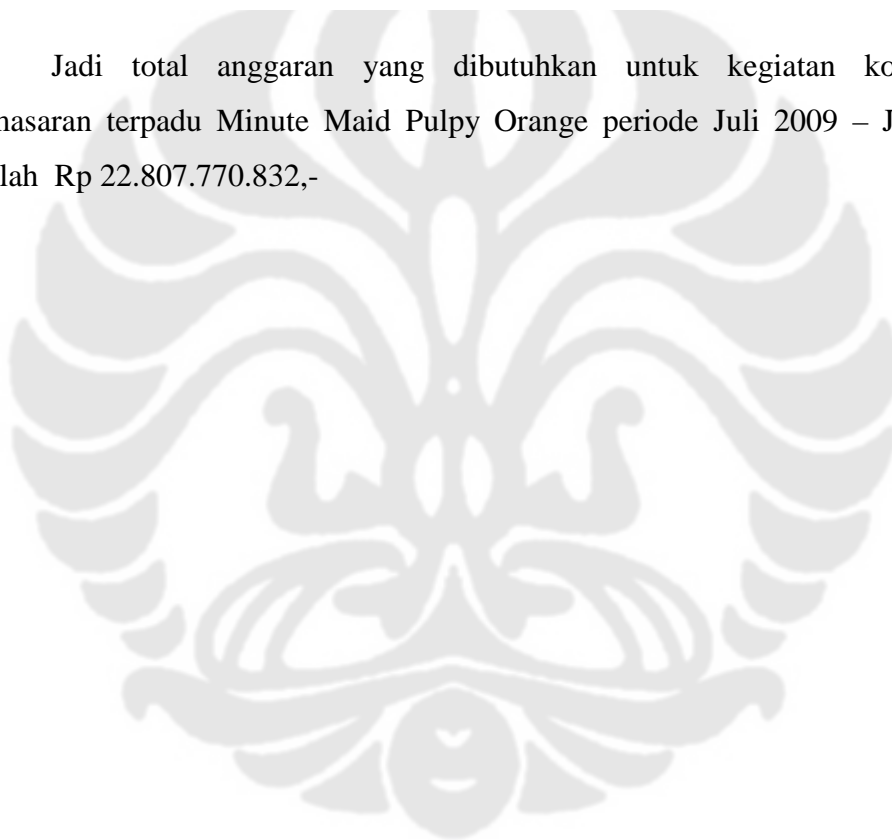 Jadi total anggaran yang dibutuhkan untuk kegiatan
terpadu Minute Maid Pulpy Orange periode Juli 2009 –
Rp 22.807.770.832,-